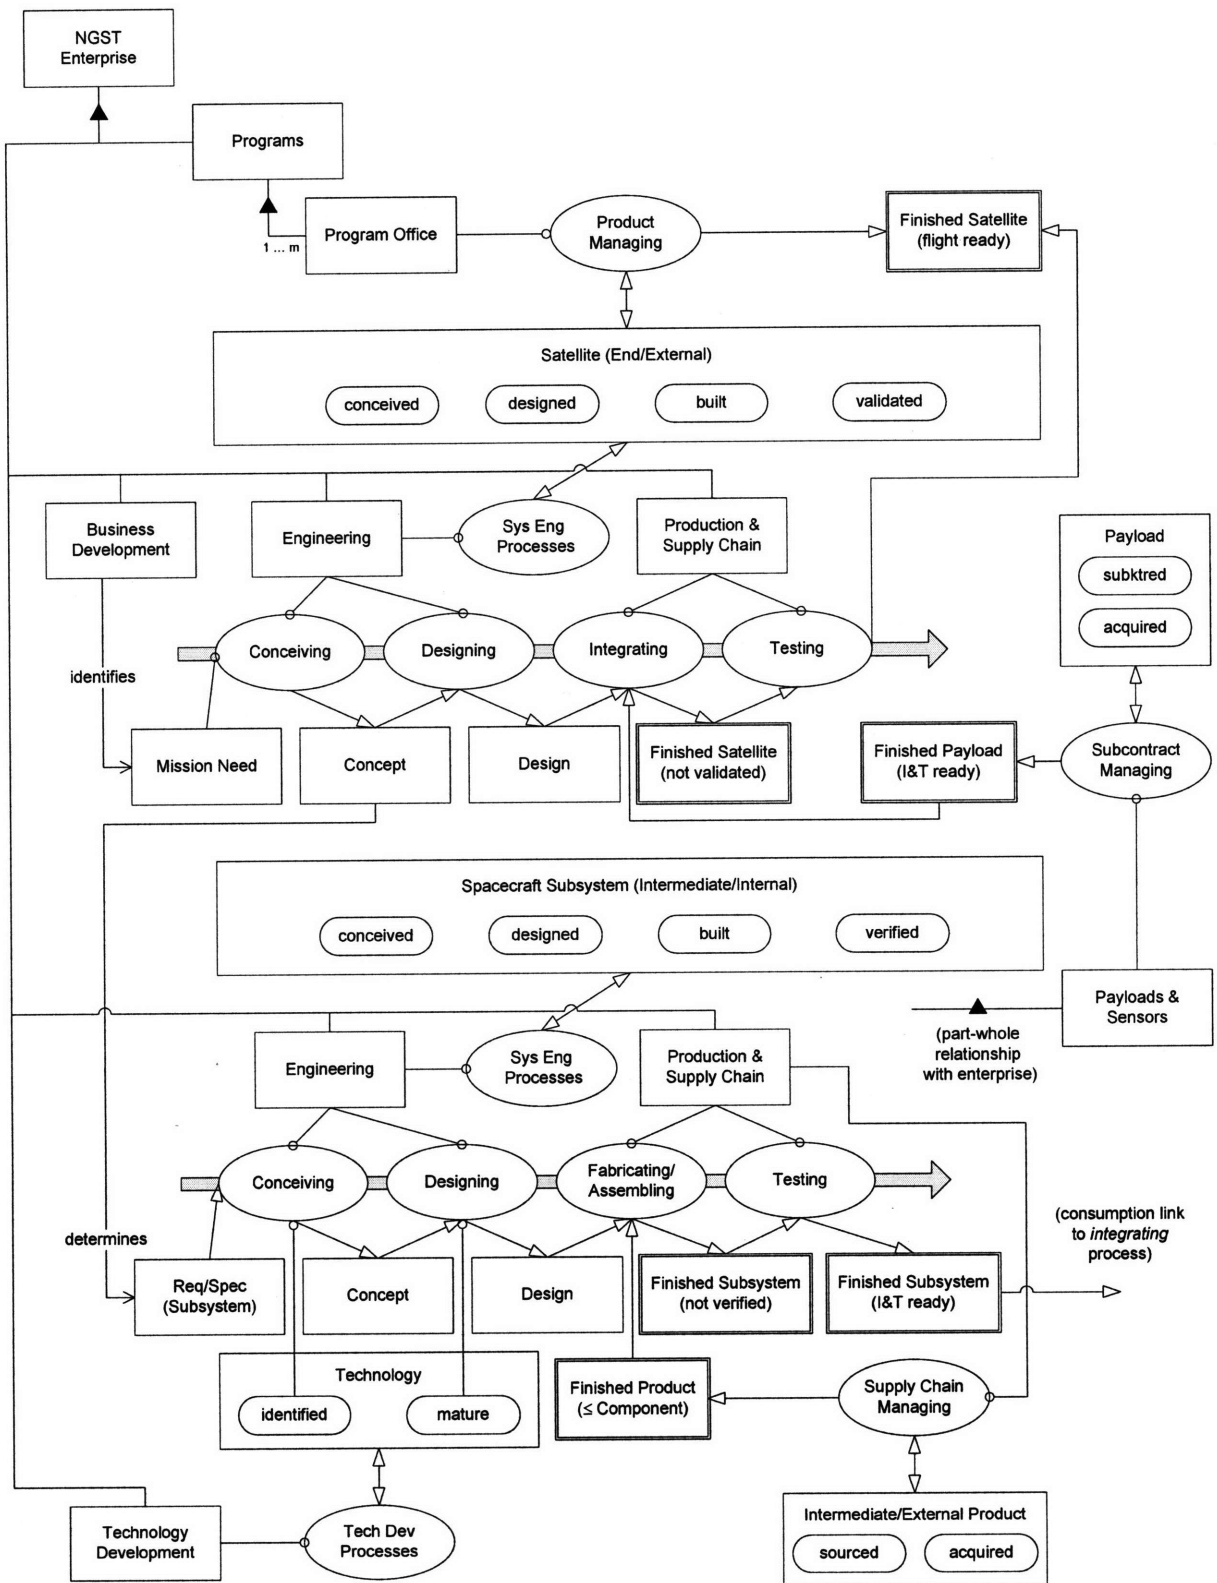 NGST
Enterprise
Programs
1 ... m
Program Office
Product
Managing
Finished Satellite
(flight ready)
Satellite (End/External)
conceived
designed
built
validated
Business
Development
Engineering
Sys Eng
Processes
Production &
Supply Chain
Payload
subktred
acquired
Conceiving
Designing
Integrating
Testing
identifies
Mission Need
Concept
Design
Finished Satellite
(not validated)
Finished Payload
(I&T ready)
Subcontract
Managing
Spacecraft Subsystem (Intermediate/Internal)
conceived
designed
built
verified
Payloads &
Sensors
(part-whole
relationship
with enterprise)
Engineering
Sys Eng
Processes
Production &
Supply Chain
Conceiving
Designing
Fabricating/
Assembling
Testing
determines
(consumption link
to integrating
process)
Req/Spec
(Subsystem)
Concept
Design
Finished Subsystem
(not verified)
Finished Subsystem
(I&T ready)
Technology
identified
mature
Finished Product
(≤ Component)
Supply Chain
Managing
Technology
Development
Tech Dev
Processes
Intermediate/External Product
sourced
acquired